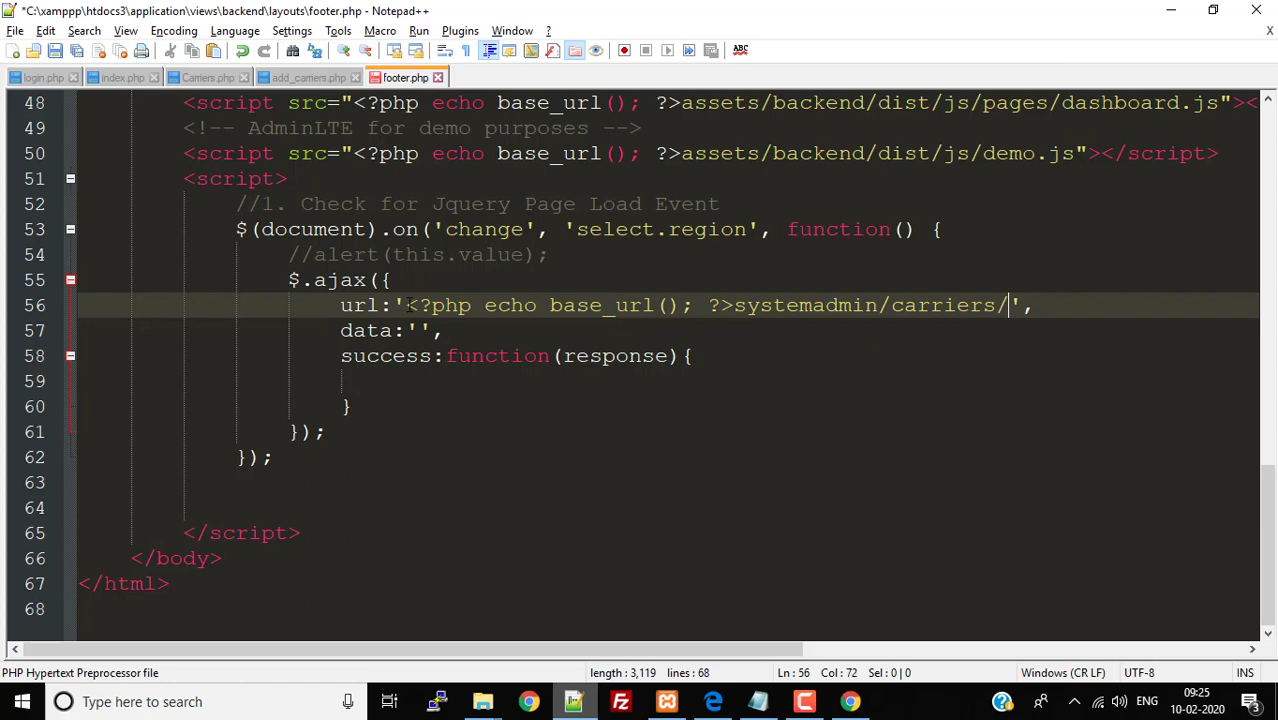 *C:\xamppp\htdocs3\application\views\backend\layouts\footer.php - Notepad++
File Edit Search View Encoding Language Settings Tools Macro Run Plugins Window ? X
login.php index.php Carriers.php add_carriers.php footer.php
48 <script src="<?php echo base_url(); ?>assets/backend/dist/js/pages/dashboard.js"><
49 <!-- AdminLTE for demo purposes -->
50 <script src="<?php echo base_url(); ?>assets/backend/dist/js/demo.js"></script>
51 <script>
52 //1. Check for Jquery Page Load Event
53 $(document).on('change', 'select.region', function() {
54 //alert(this.value);
55 $.ajax({
56 url:'<?php echo base_url(); ?>systemadmin/carriers/',
57 data:'',
58 success:function(response){
59
60 }
61 });
62 });
63
64
65 </script>
66 </body>
67 </html>
68
PHP Hypertext Preprocessor file length : 3,119 lines : 68 Ln : 56 Col : 72 Sel : 0 | 0 Windows (CR LF) UTF-8 INS
Type here to search ENG 09:25
10-02-2020 3